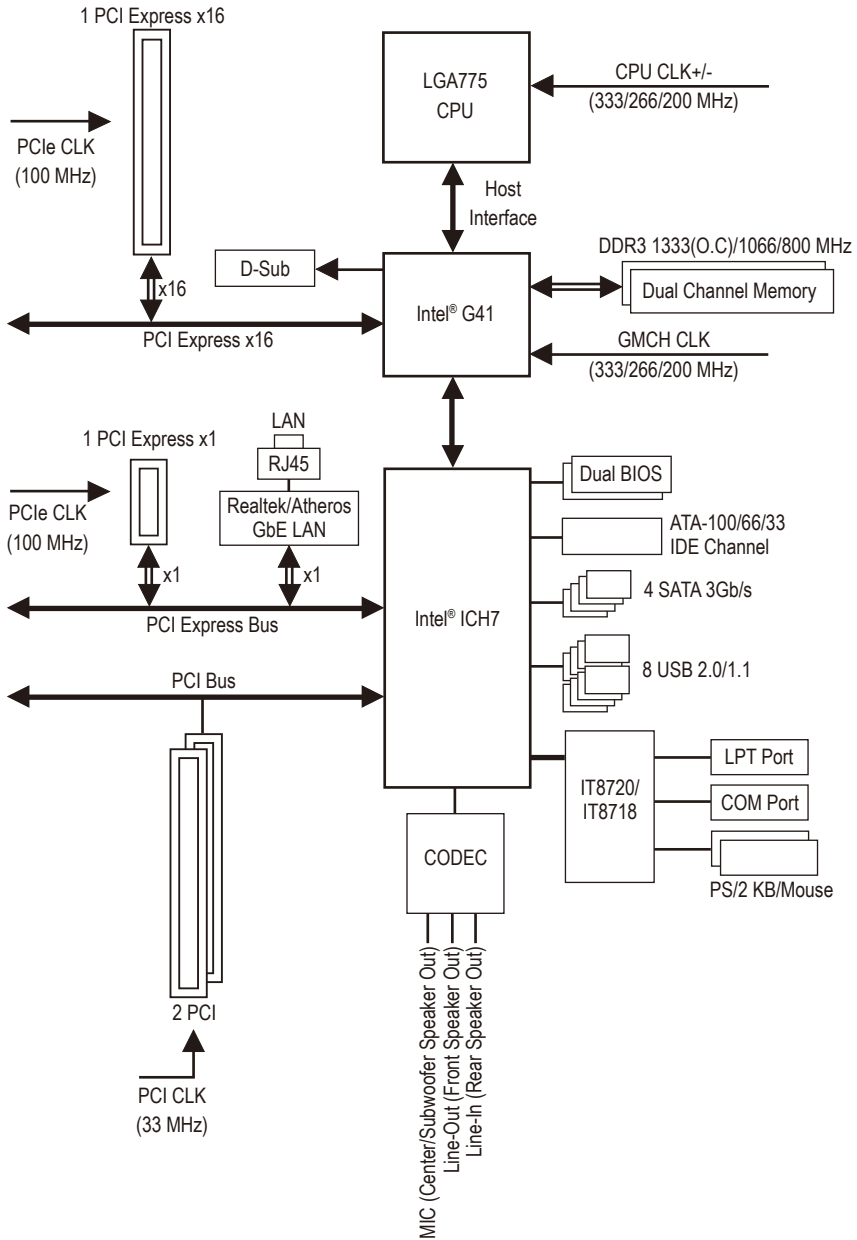 1 PCI Express x16
PCIe CLK
(100 MHz)
x16
PCI Express x16
LGA775
CPU
CPU CLK+/-
(333/266/200 MHz)
Host
Interface
D-Sub
Intel® G41
DDR3 1333(O.C)/1066/800 MHz
Dual Channel Memory
GMCH CLK
(333/266/200 MHz)
1 PCI Express x1
PCIe CLK
(100 MHz)
x1
LAN
RJ45
Realtek/Atheros
GbE LAN
x1
PCI Express Bus
Intel® ICH7
Dual BIOS
ATA-100/66/33
IDE Channel
4 SATA 3Gb/s
8 USB 2.0/1.1
PCI Bus
2 PCI
PCI CLK
(33 MHz)
IT8720/
IT8718
LPT Port
COM Port
PS/2 KB/Mouse
CODEC
MIC (Center/Subwoofer Speaker Out)
Line-Out (Front Speaker Out)
Line-In (Rear Speaker Out)